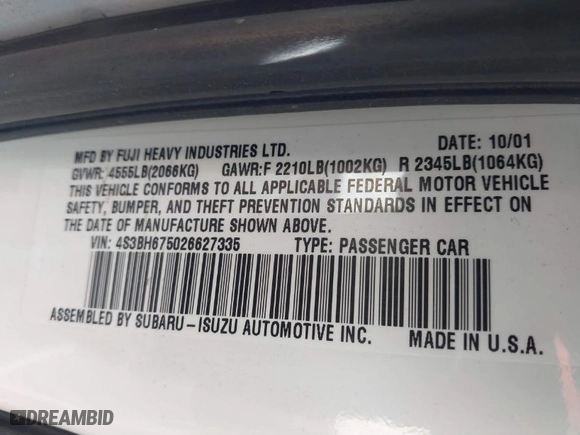 MFD BY FUJI HEAVY INDUSTRIES LTD. DATE: 10/01
GVWR: 4555LB(2066KG) GAWR:F 2210LB(1002KG) R 2345LB(1064KG)
THIS VEHICLE CONFORMS TO ALL APPLICABLE FEDERAL MOTOR VEHICLE
SAFETY, BUMPER, AND THEFT PREVENTION STANDARDS IN EFFECT ON
THE DATE OF MANUFACTURE SHOWN ABOVE.
VIN: 4S3BH675026627335 TYPE: PASSENGER CAR
ASSEMBLED BY SUBARU-ISUZU AUTOMOTIVE INC. MADE IN U.S.A.
DREAMBID